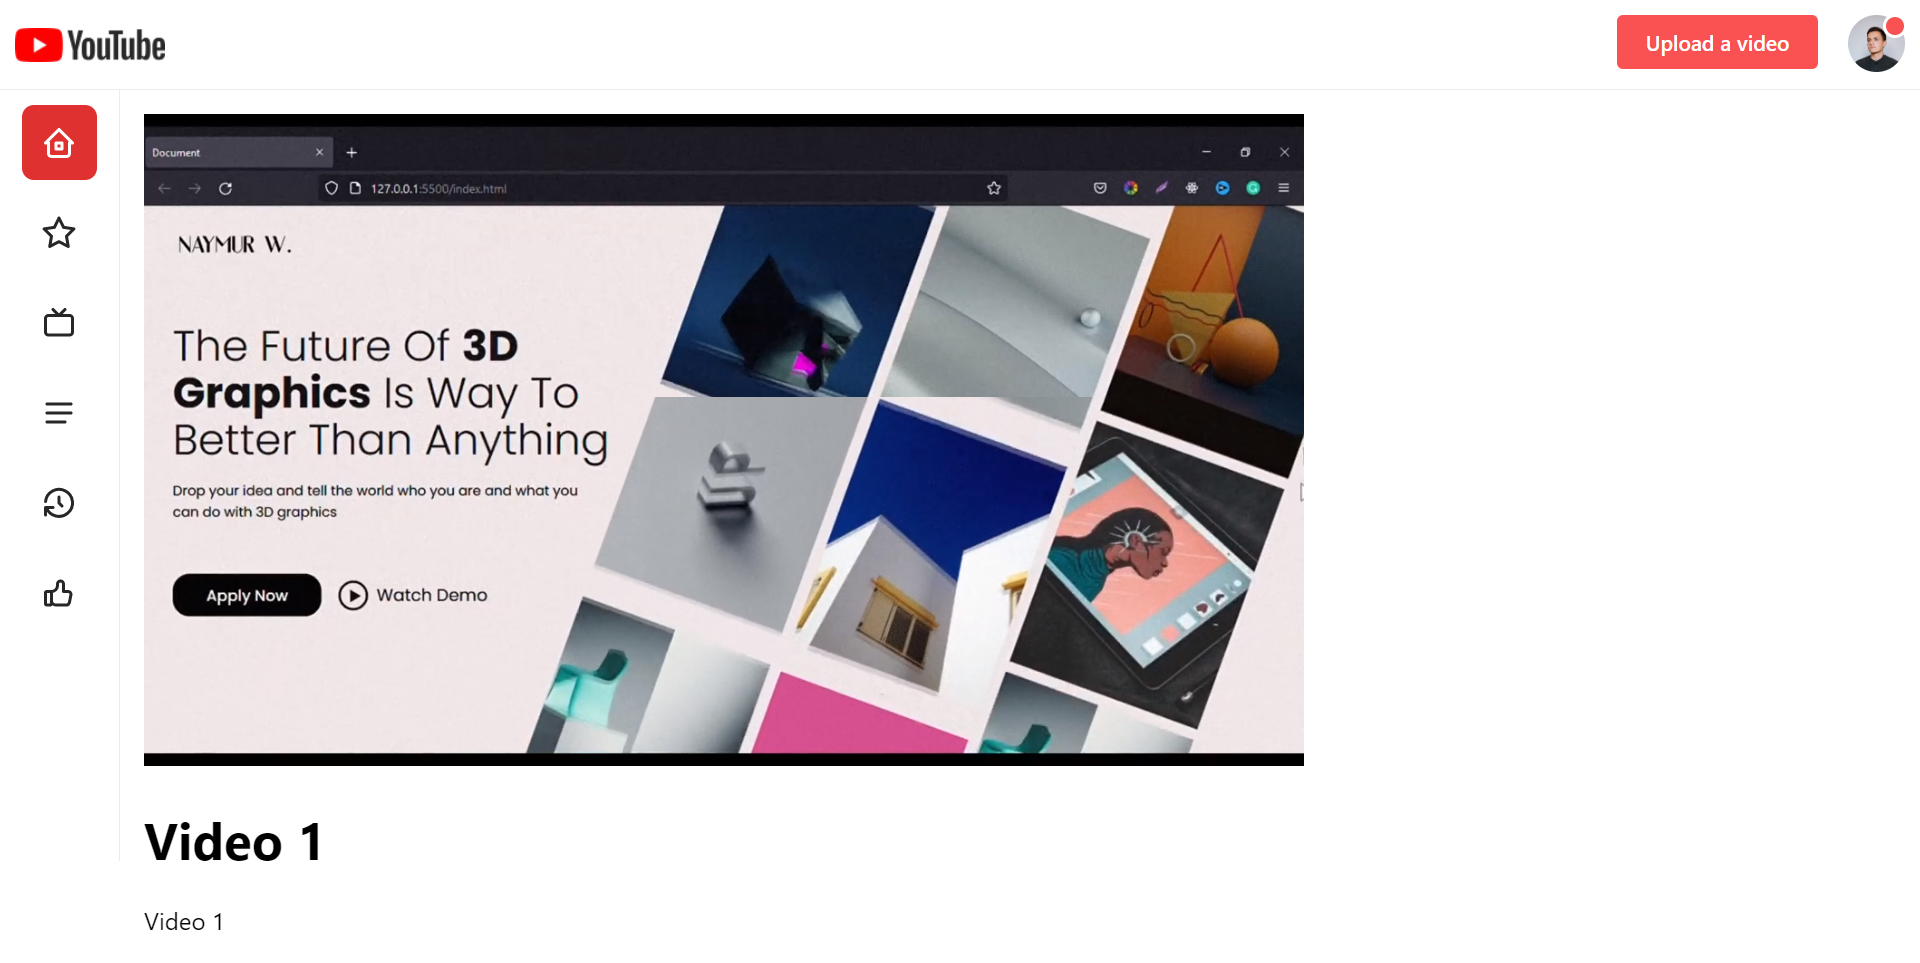 YouTube
Upload a video
Document
127.0.0.1:5500/index.html
NAYMUR W.
The Future Of 3D
Graphics Is Way To
Better Than Anything
Drop your idea and tell the world who you are and what you
can do with 3D graphics
Apply Now
Watch Demo
Video 1
Video 1